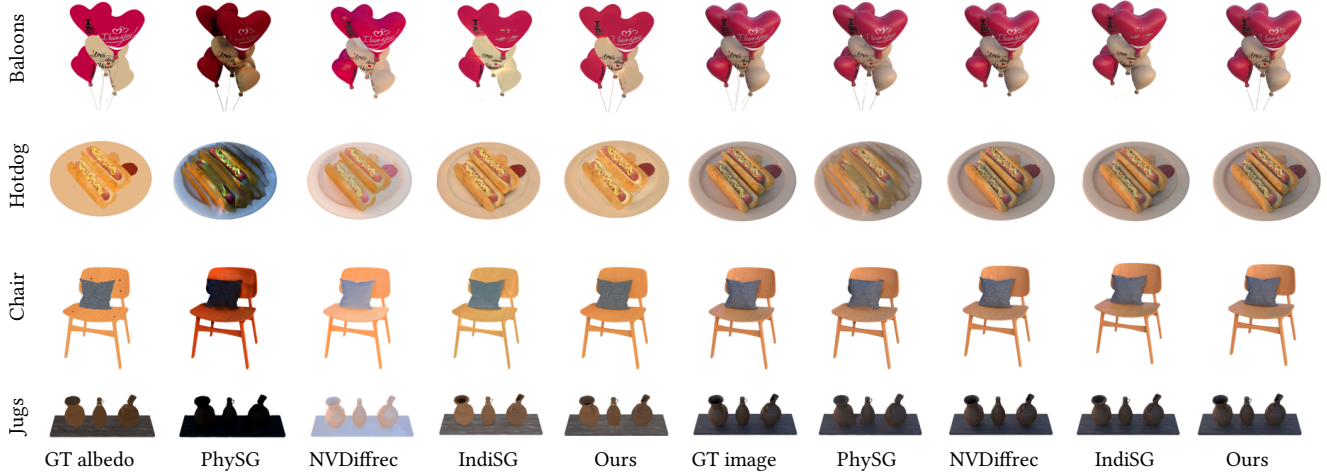 Baloons
Hotdog
Chair
Jugs
GT albedo PhySG NVDiffrec IndiSG Ours GT image PhySG NVDiffrec IndiSG Ours